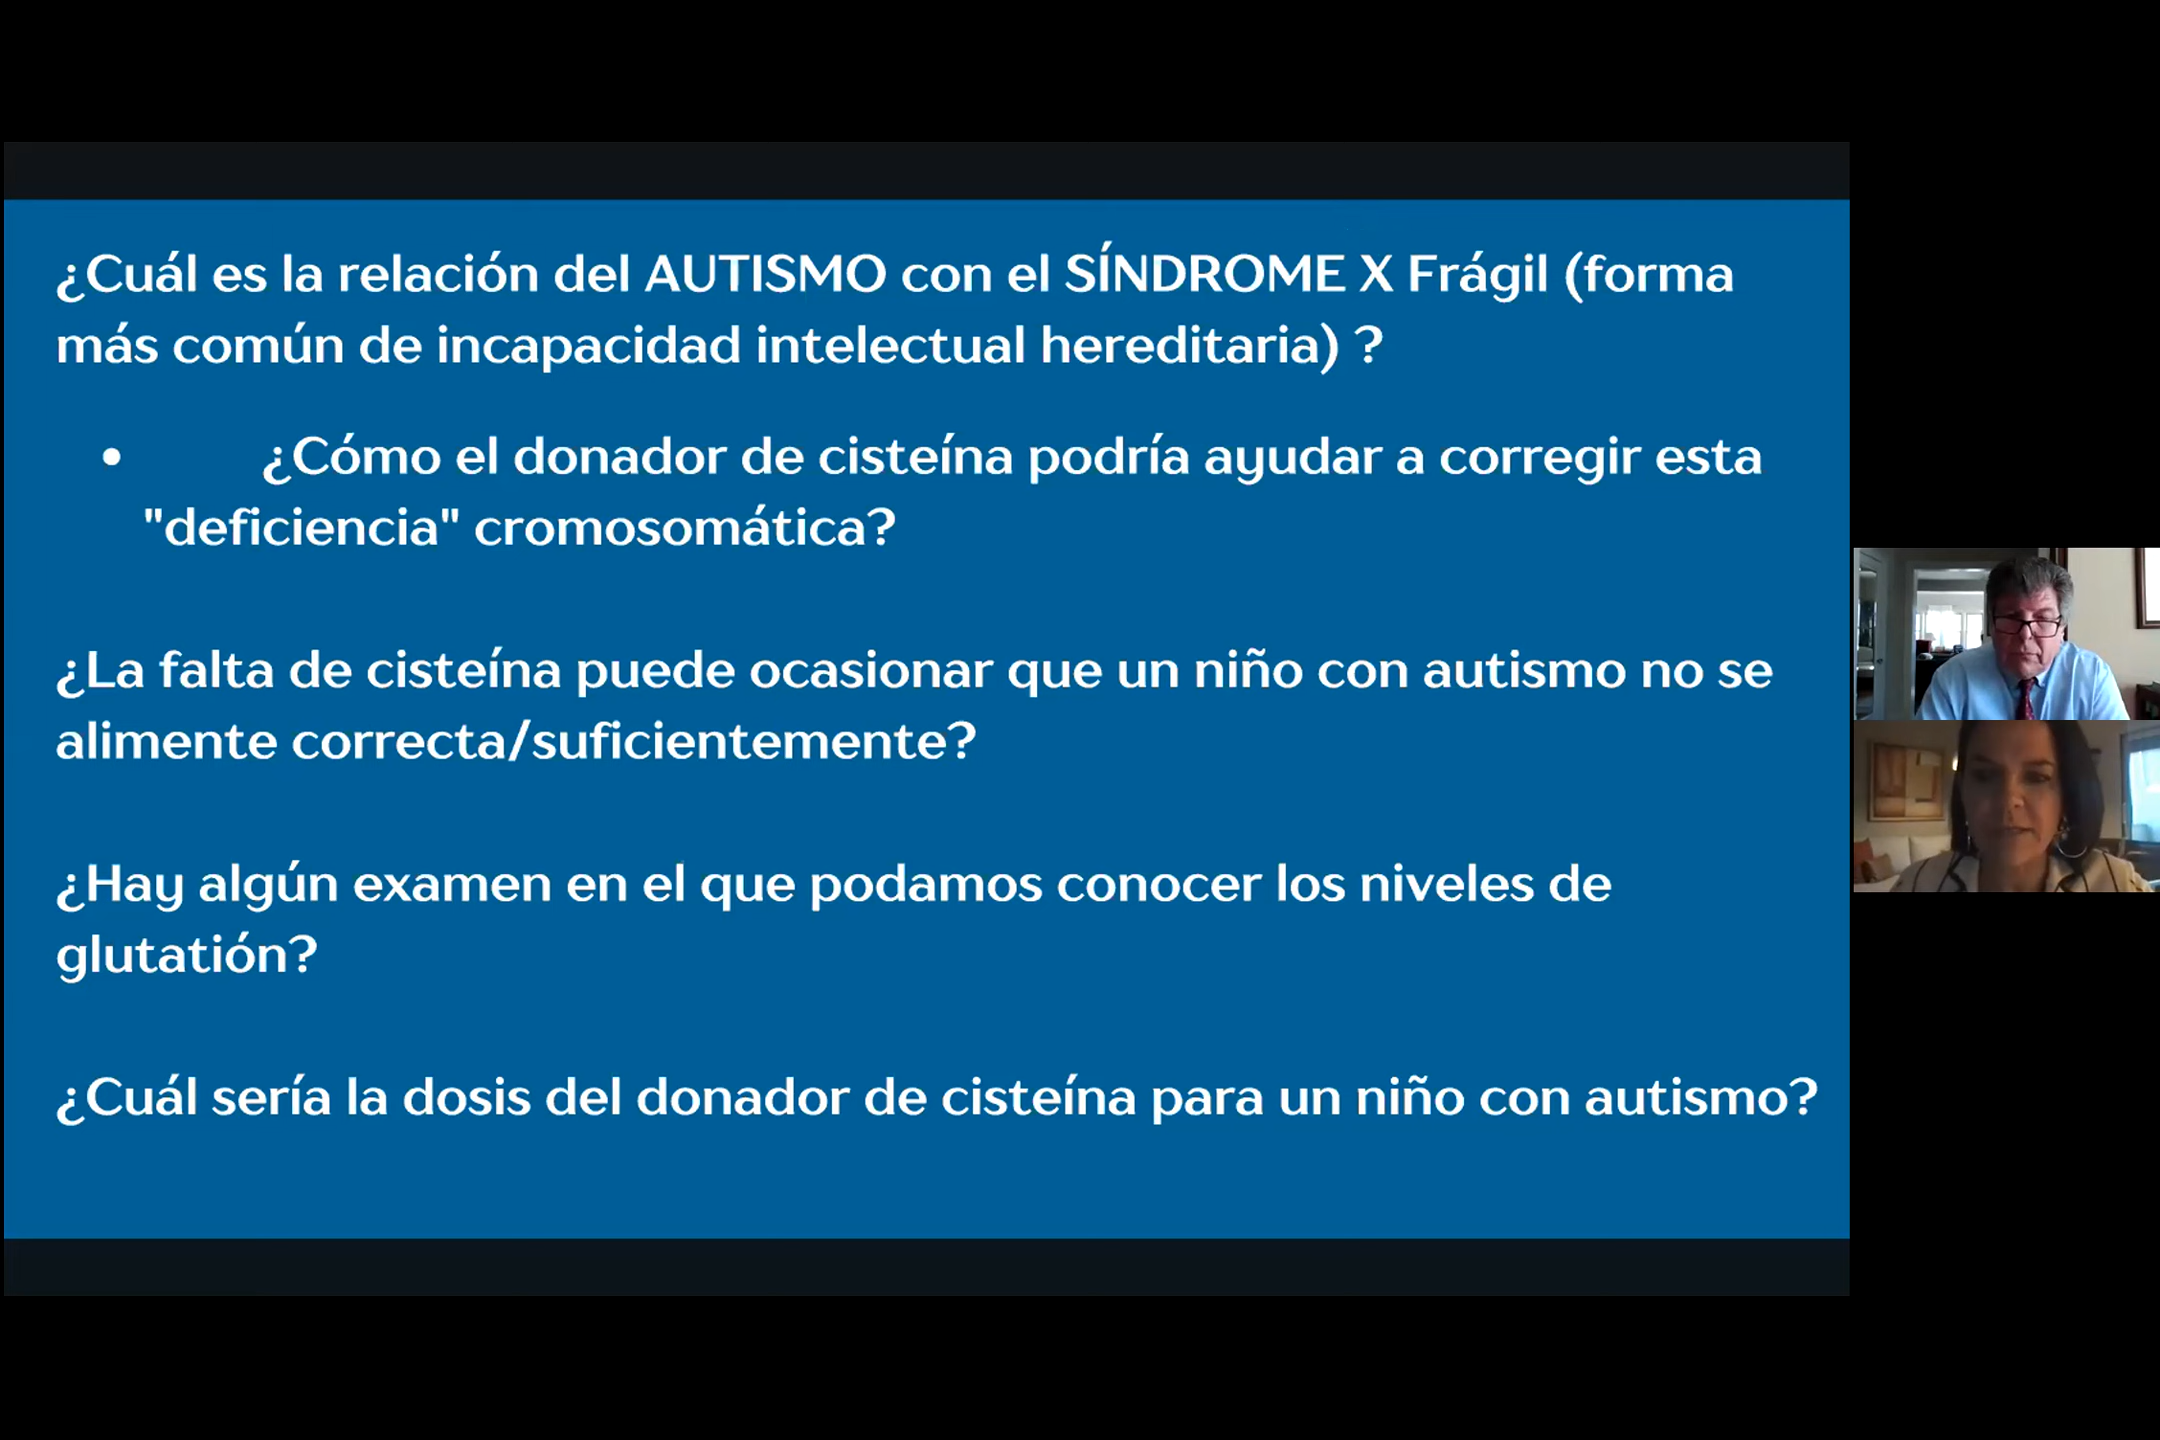 ¿Cuál es la relación del AUTISMO con el SÍNDROME X Frágil (forma
más común de incapacidad intelectual hereditaria) ?
• ¿Cómo el donador de cisteína podría ayudar a corregir esta
"deficiencia" cromosomática?
¿La falta de cisteína puede ocasionar que un niño con autismo no se
alimente correcta/suficientemente?
¿Hay algún examen en el que podamos conocer los niveles de
glutatión?
¿Cuál sería la dosis del donador de cisteína para un niño con autismo?